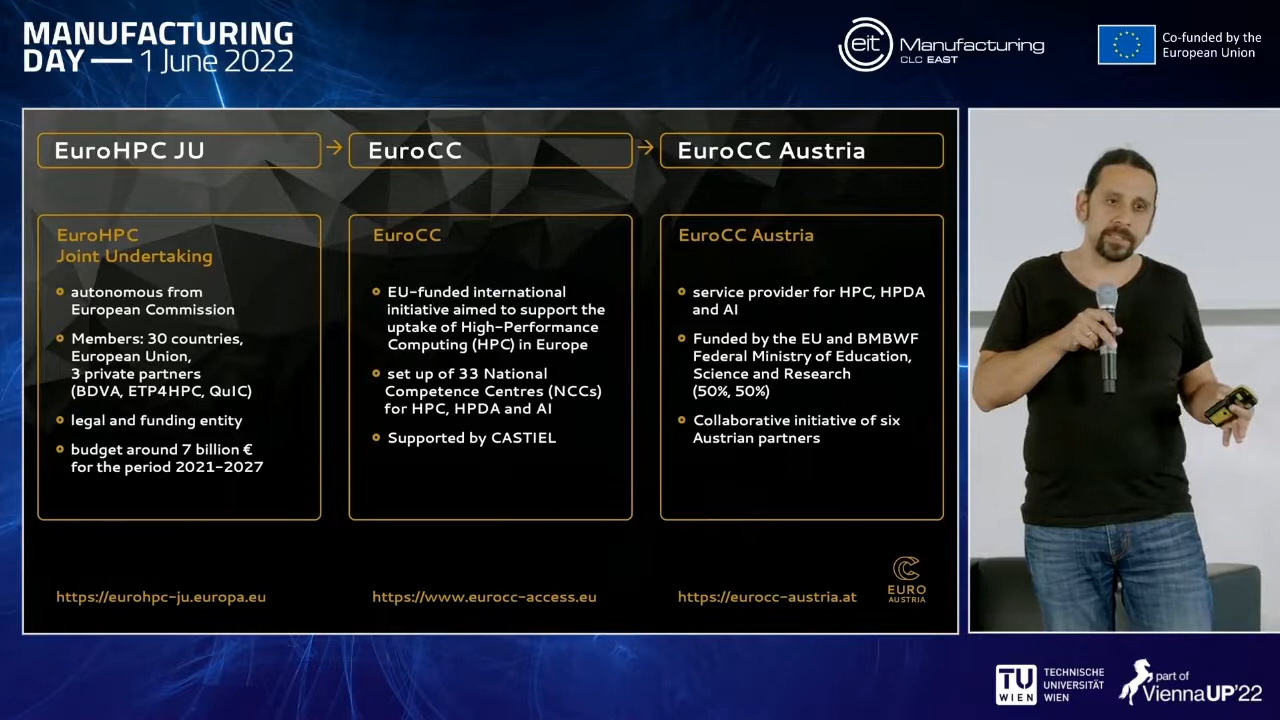 MANUFACTURING
DAY — 1 June 2022
eit Manufacturing
CLC EAST
Co-funded by the
European Union
EuroHPC JU → EuroCC → EuroCC Austria
EuroHPC
Joint Undertaking
autonomous from
European Commission
Members: 30 countries,
European Union,
3 private partners
(BDVA, ETP4HPC, QuIC)
legal and funding entity
budget around 7 billion €
for the period 2021-2027
https://eurohpc-ju.europa.eu
EuroCC
EU-funded international
initiative aimed to support the
uptake of High-Performance
Computing (HPC) in Europe
set up of 33 National
Competence Centres (NCCs)
for HPC, HPDA and AI
Supported by CASTIEL
https://www.eurocc-access.eu
EuroCC Austria
service provider for HPC, HPDA
and AI
Funded by the EU and BMBWF
Federal Ministry of Education,
Science and Research
(50%, 50%)
Collaborative initiative of six
Austrian partners
https://eurocc-austria.at
EURO
AUSTRIA
TU
WIEN
TECHNISCHE
UNIVERSITÄT
WIEN
part of
ViennaUP'22